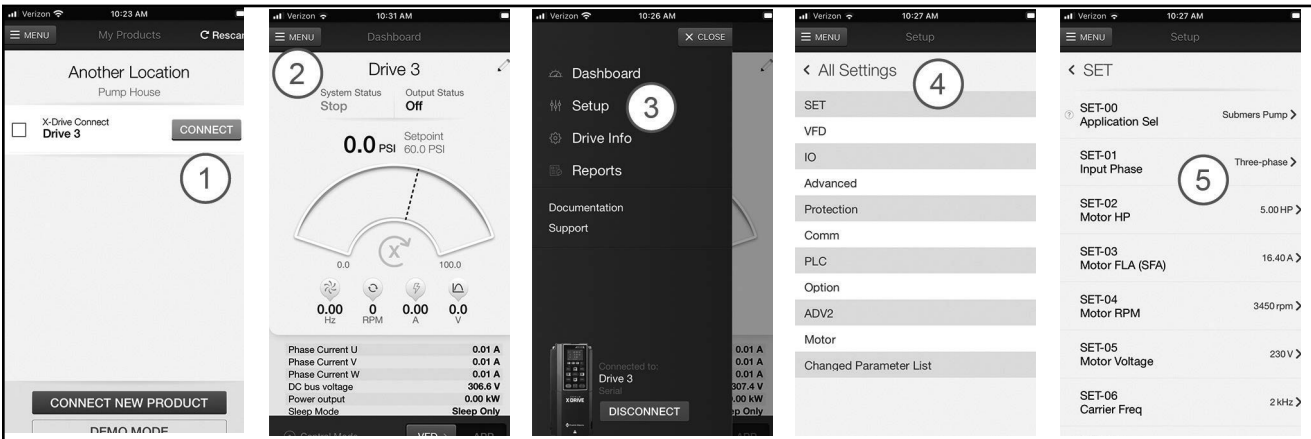 Verizon 10:23 AM
MENU My Products Rescan
Another Location
Pump House
X-Drive Connect
Drive 3
CONNECT
1
CONNECT NEW PRODUCT
DEMO MODE
Verizon 10:31 AM
MENU Dashboard
2
Drive 3
System Status Output Status
Stop Off
0.0 PSI Setpoint
60.0 PSI
X
0.0 100.0
0.00 0 0.00 0.0
Hz RPM A V
Phase Current U 0.01 A
Phase Current V 0.01 A
Phase Current W 0.01 A
DC bus voltage 306.6 V
Power output 0.00 kW
Sleep Mode Sleep Only
Control Mode VFD > APP
Verizon 10:26 AM
X CLOSE
Dashboard
Setup
3
Drive Info
Reports
Documentation
Support
Connected to:
Drive 3
Serial
X DRIVE
DISCONNECT
0.01 A
0.01 A
0.01 A
307.4 V
.00 kW
ep Only
APP
Verizon 10:27 AM
MENU Setup
< All Settings
4
SET
VFD
IO
Advanced
Protection
Comm
PLC
Option
ADV2
Motor
Changed Parameter List
Verizon 10:27 AM
MENU Setup
< SET
? SET-00
Application Sel Submers Pump >
SET-01
Input Phase Three-phase >
5
SET-02
Motor HP 5.00 HP >
SET-03
Motor FLA (SFA) 16.40 A >
SET-04
Motor RPM 3450 rpm >
SET-05
Motor Voltage 230 V >
SET-06
Carrier Freq 2 kHz >